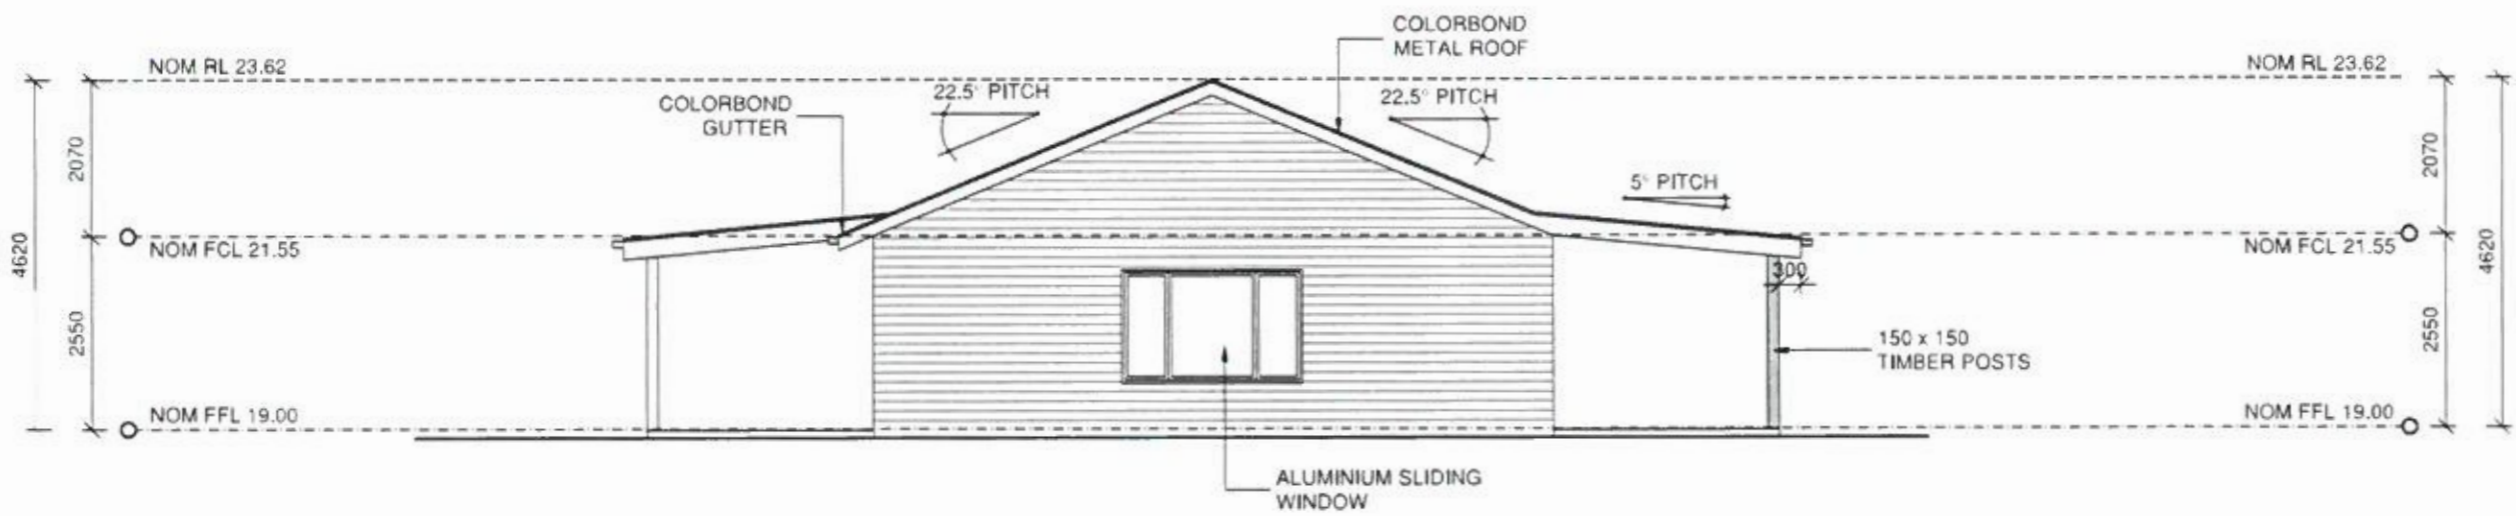 COLORBOND
METAL ROOF
NOM RL 23.62
NOM RL 23.62
COLORBOND
GUTTER
22.5° PITCH
22.5° PITCH
2070
2070
5° PITCH
4620
NOM FCL 21.55
NOM FCL 21.55
4620
300
2550
150 x 150
TIMBER POSTS
2550
NOM FFL 19.00
NOM FFL 19.00
ALUMINIUM SLIDING
WINDOW